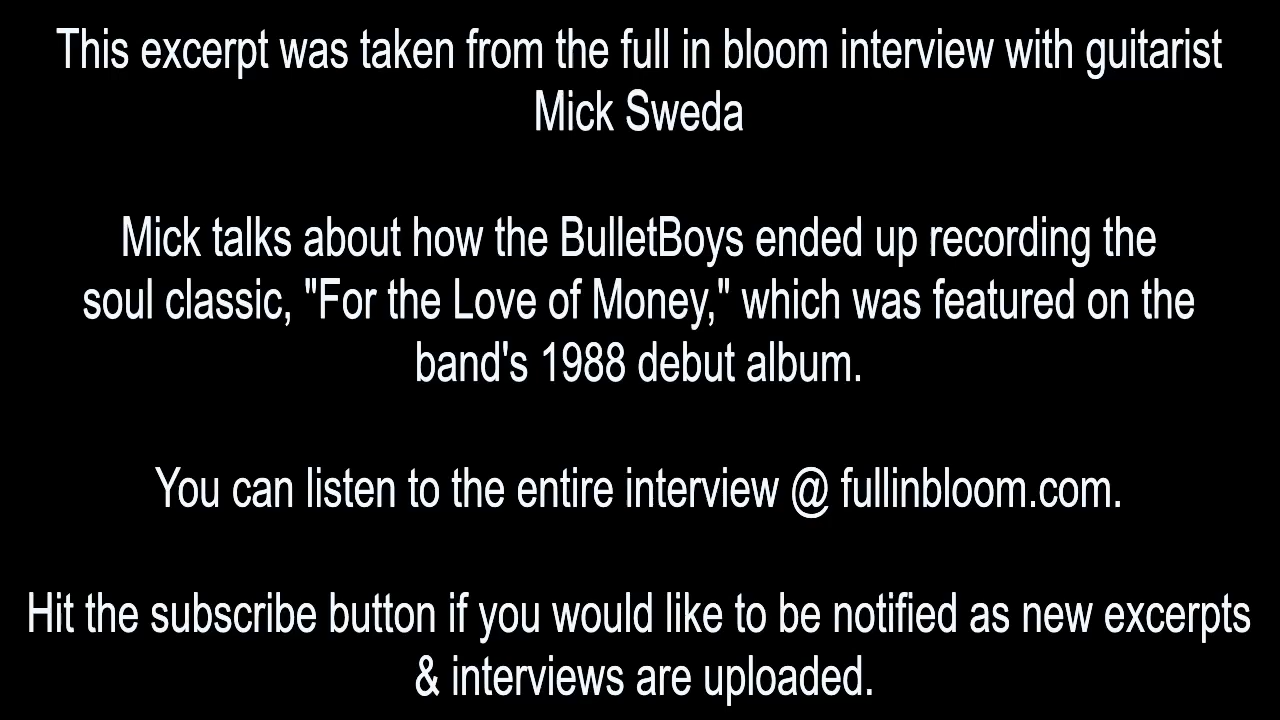 This excerpt was taken from the full in bloom interview with guitarist
Mick Sweda
Mick talks about how the BulletBoys ended up recording the
soul classic, "For the Love of Money," which was featured on the
band's 1988 debut album.
You can listen to the entire interview @ fullinbloom.com.
Hit the subscribe button if you would like to be notified as new excerpts
& interviews are uploaded.